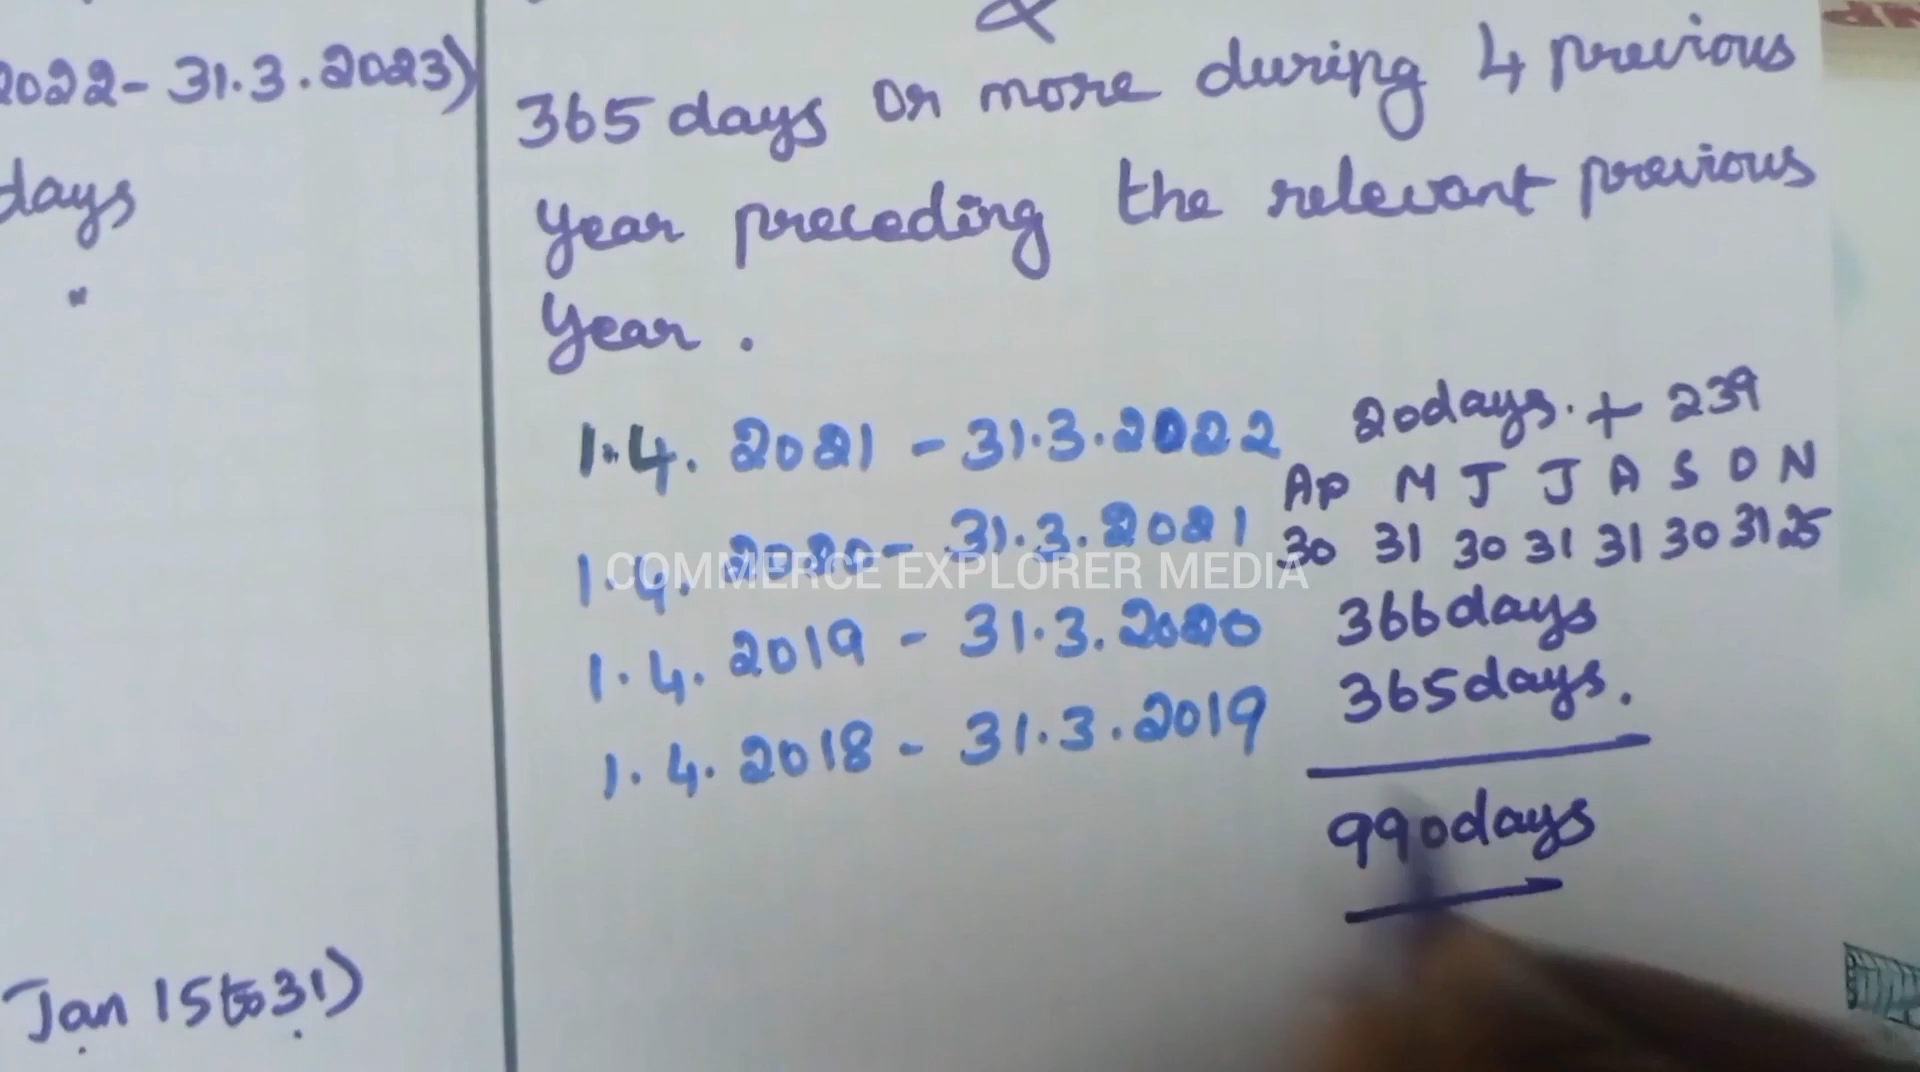 2022- 31.3.2023)
days
"
Jan 15 to 31)
&
365 days or more during 4 previous
year preceding the relevant previous
year.
1.4. 2021 - 31.3.2022 20days. + 239
Ap M J J A S O N
1.4. 2020- 31.3.2021 30 31 30 31 31 30 31 25
1.4. 2019 - 31.3.2020 366days
1.4. 2018 - 31.3.2019 365days.
990days
COMMERCE EXPLORER MEDIA